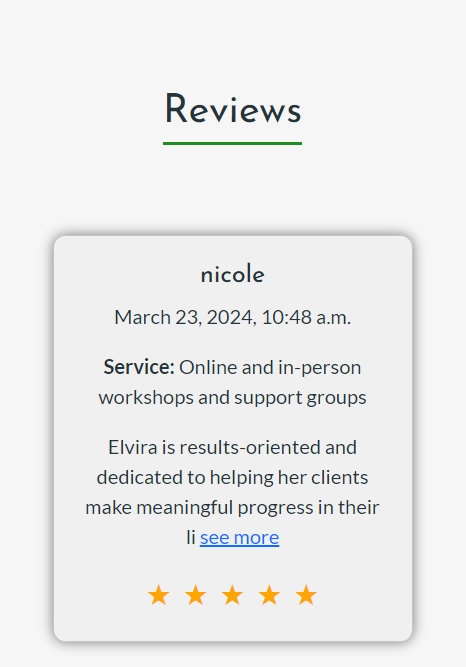 Reviews
nicole
March 23, 2024, 10:48 a.m.
Service: Online and in-person
workshops and support groups
Elvira is results-oriented and
dedicated to helping her clients
make meaningful progress in their
li see more